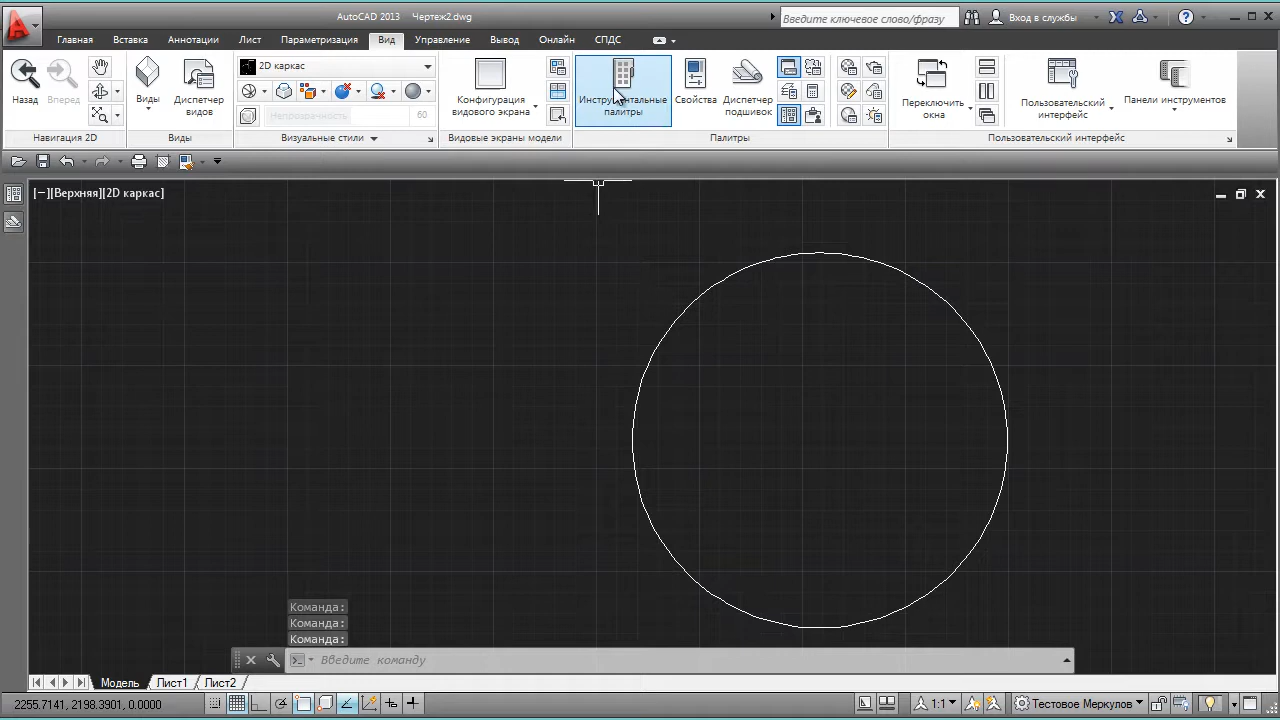 AutoCAD 2013 Чертеж2.dwg
Введите ключевое слово/фразу
Вход в службы
Главная Вставка Аннотации Лист Параметризация Вид Управление Вывод Онлайн СПДС
2D каркас
Назад Вперед
Виды
Диспетчер
видов
Непрозрачность 60
Конфигурация
видового экрана
Инструментальные
палитры
Свойства
Диспетчер
подшивок
Переключить
окна
Пользовательский
интерфейс
Панели инструментов
Навигация 2D Виды Визуальные стили Видовые экраны модели Палитры Пользовательский интерфейс
[−][Верхняя][2D каркас]
Команда:
Команда:
Команда:
Введите команду
Модель Лист1 Лист2
2255.7141, 2198.3901, 0.0000
1:1
Тестовое Меркулов